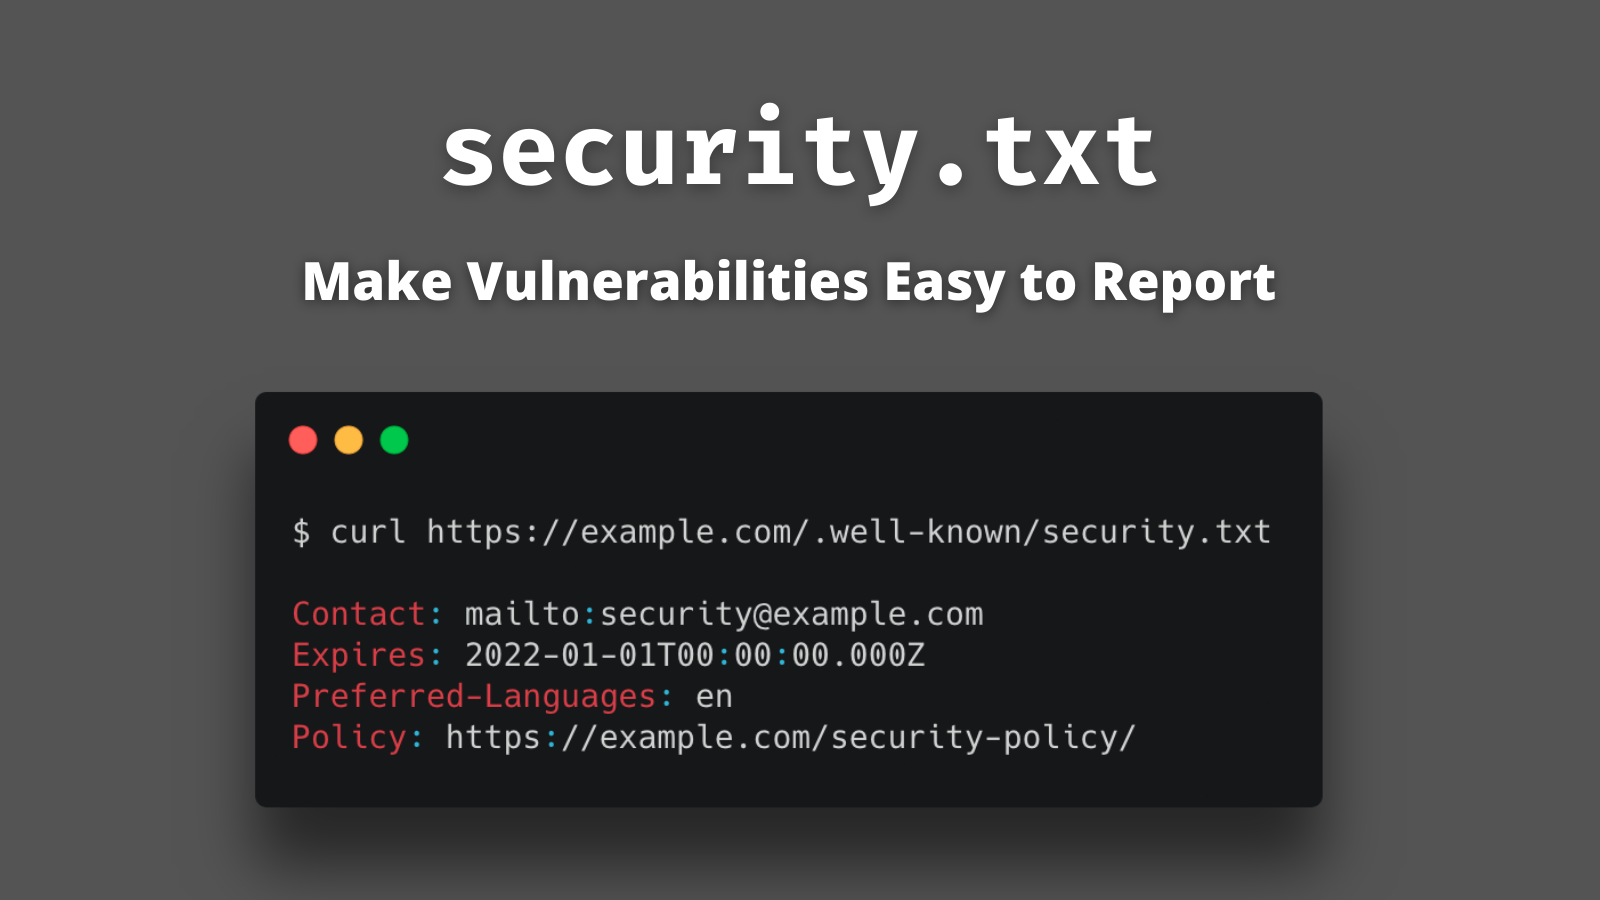 security.txt
Make Vulnerabilities Easy to Report
$ curl https://example.com/.well-known/security.txt
Contact: mailto:security@example.com
Expires: 2022-01-01T00:00:00.000Z
Preferred-Languages: en
Policy: https://example.com/security-policy/